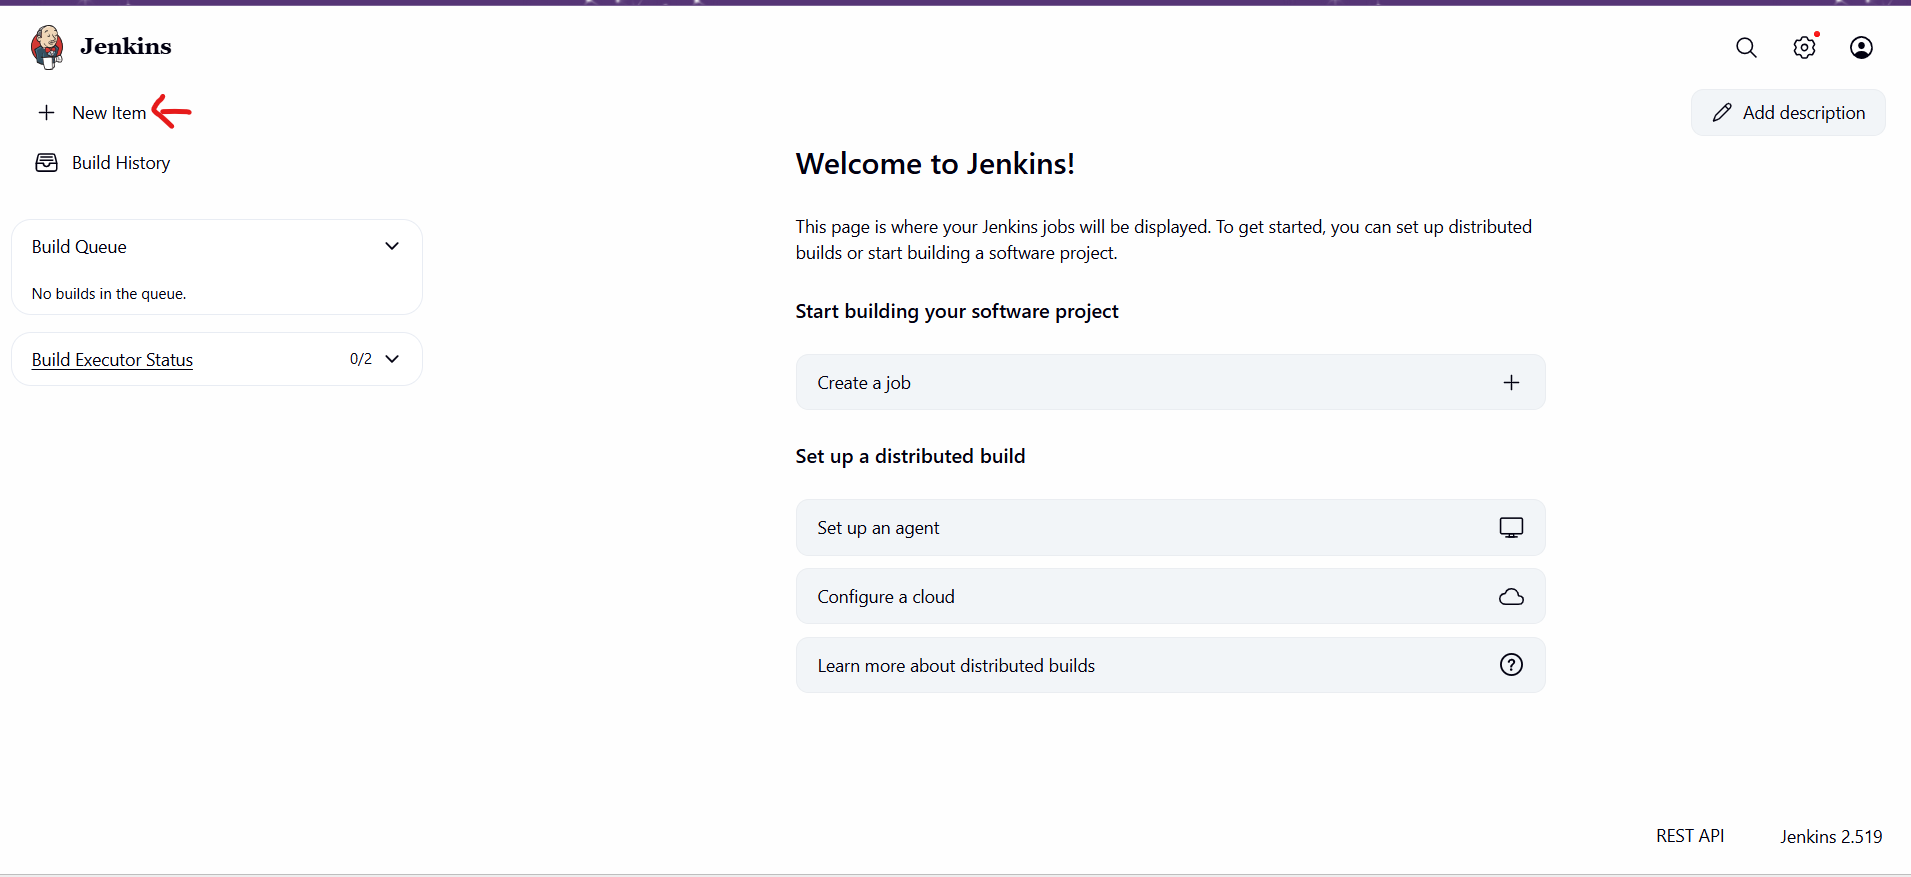 Jenkins
New Item
Add description
Build History
Welcome to Jenkins!
This page is where your Jenkins jobs will be displayed. To get started, you can set up distributed
builds or start building a software project.
Build Queue
No builds in the queue.
Start building your software project
Build Executor Status 0/2
Create a job
Set up a distributed build
Set up an agent
Configure a cloud
Learn more about distributed builds
REST API Jenkins 2.519